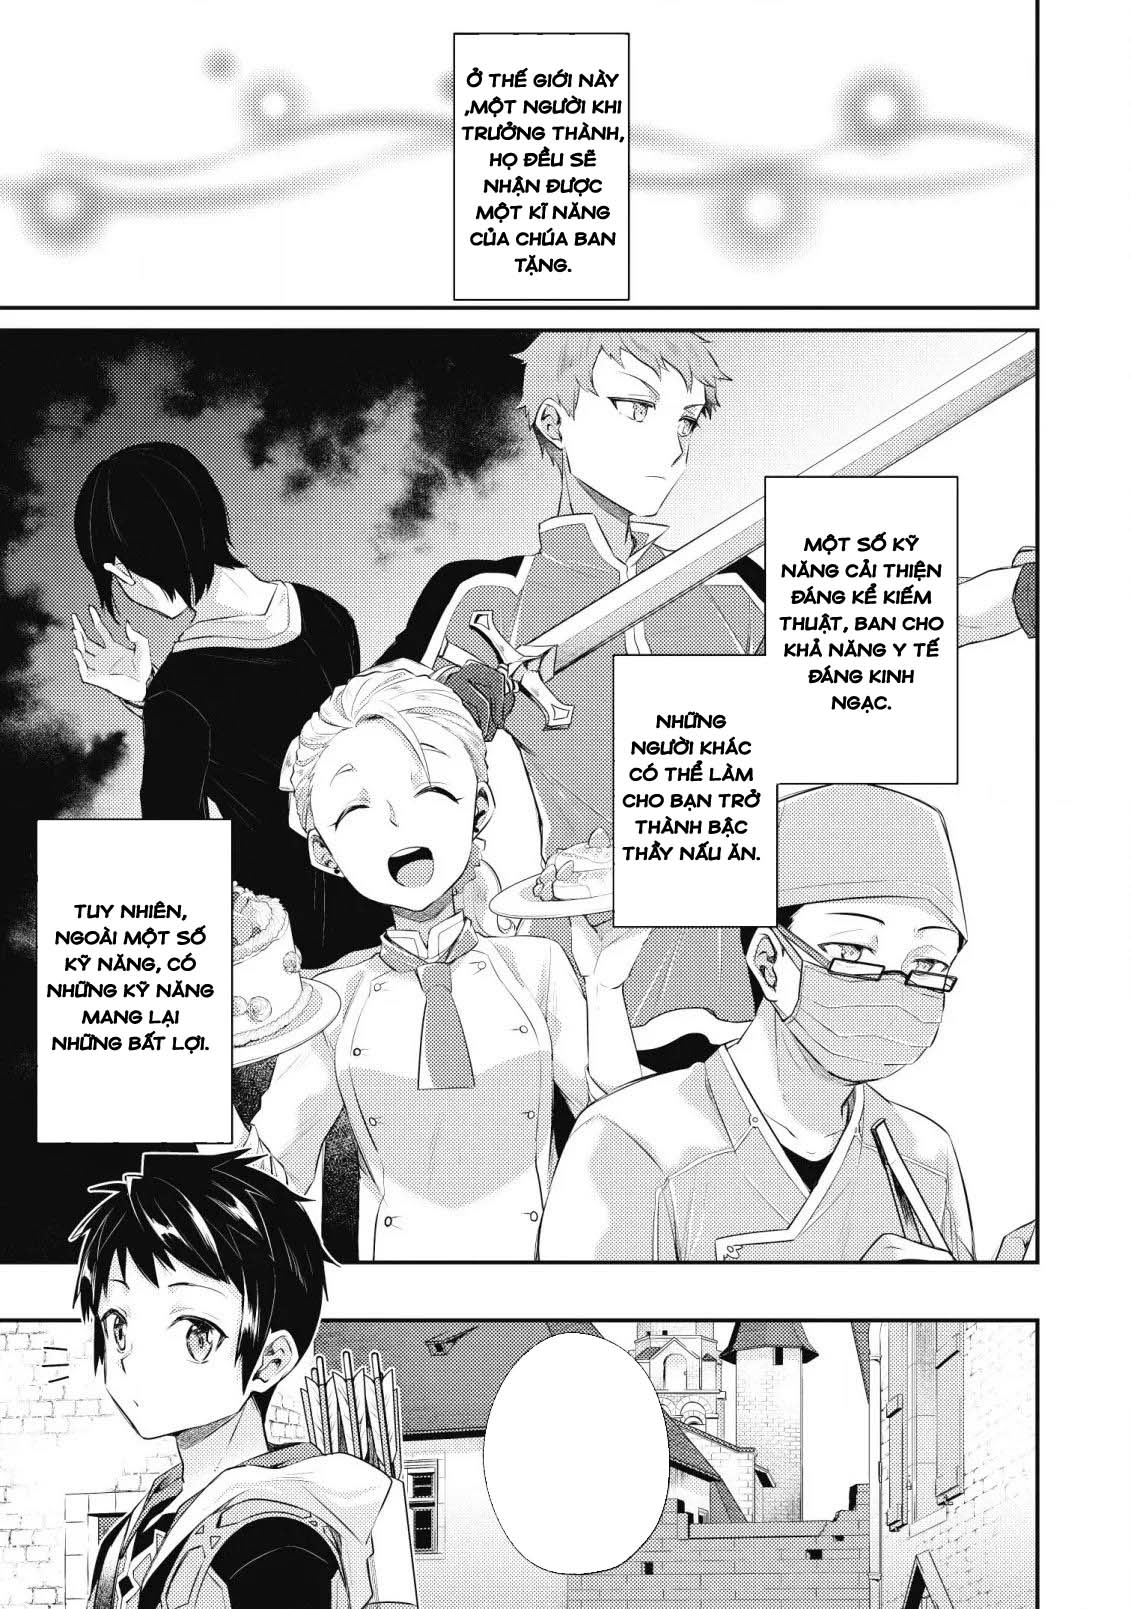 Ở THẾ GIỚI NÀY
,MỘT NGƯỜI KHI
TRƯỞNG THÀNH,
HỌ ĐỀU SẼ
NHẬN ĐƯỢC
MỘT KĨ NĂNG
CỦA CHÚA BAN
TẶNG.
MỘT SỐ KỸ
NĂNG CẢI THIỆN
ĐÁNG KỂ KIẾM
THUẬT, BAN CHO
KHẢ NĂNG Y TẾ
ĐÁNG KINH
NGẠC.
NHỮNG
NGƯỜI KHÁC
CÓ THỂ LÀM
CHO BẠN TRỞ
THÀNH BẬC
THẦY NẤU ĂN.
TUY NHIÊN,
NGOÀI MỘT SỐ
KỸ NĂNG, CÓ
NHỮNG KỸ NĂNG
MANG LẠI
NHỮNG BẤT LỢI.